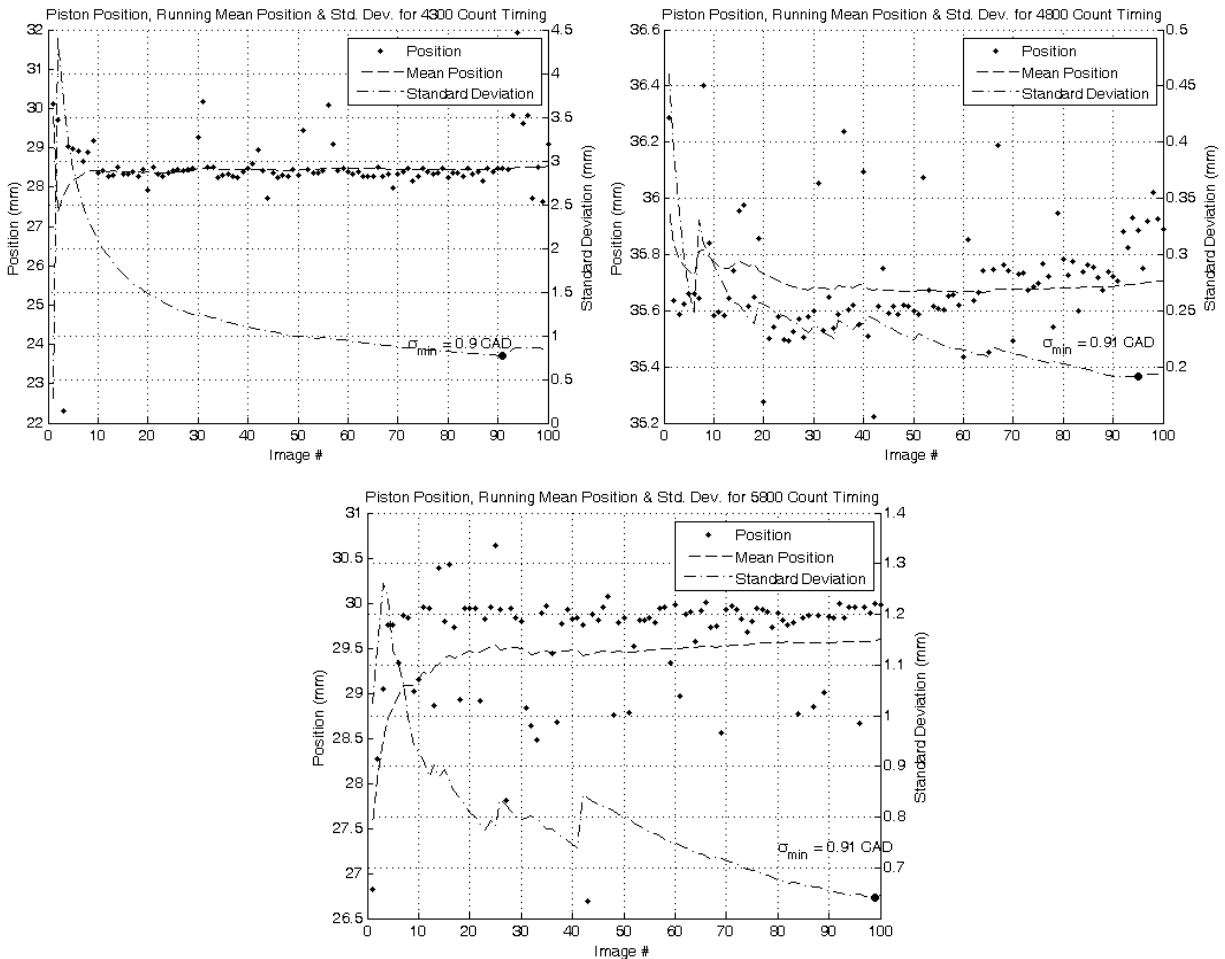 Piston Position, Running Mean Position & Std. Dev. for 4300 Count Timing
32
31
30
29
28
27
26
25
24
23
22
Position (mm)
0 10 20 30 40 50 60 70 80 90 100
Image #
4.5
4
3.5
3
2.5
2
1.5
1
0.5
0
Standard Deviation (mm)
Position
Mean Position
Standard Deviation
σmin = 0.9 CAD
Piston Position, Running Mean Position & Std. Dev. for 4800 Count Timing
36.6
36.4
36.2
36
35.8
35.6
35.4
35.2
Position (mm)
0 10 20 30 40 50 60 70 80 90 100
Image #
0.5
0.45
0.4
0.35
0.3
0.25
0.2
0.15
Standard Deviation (mm)
Position
Mean Position
Standard Deviation
σmin = 0.91 CAD
Piston Position, Running Mean Position & Std. Dev. for 5800 Count Timing
31
30.5
30
29.5
29
28.5
28
27.5
27
26.5
Position (mm)
0 10 20 30 40 50 60 70 80 90 100
Image #
1.4
1.3
1.2
1.1
1
0.9
0.8
0.7
Standard Deviation (mm)
Position
Mean Position
Standard Deviation
σmin = 0.91 CAD